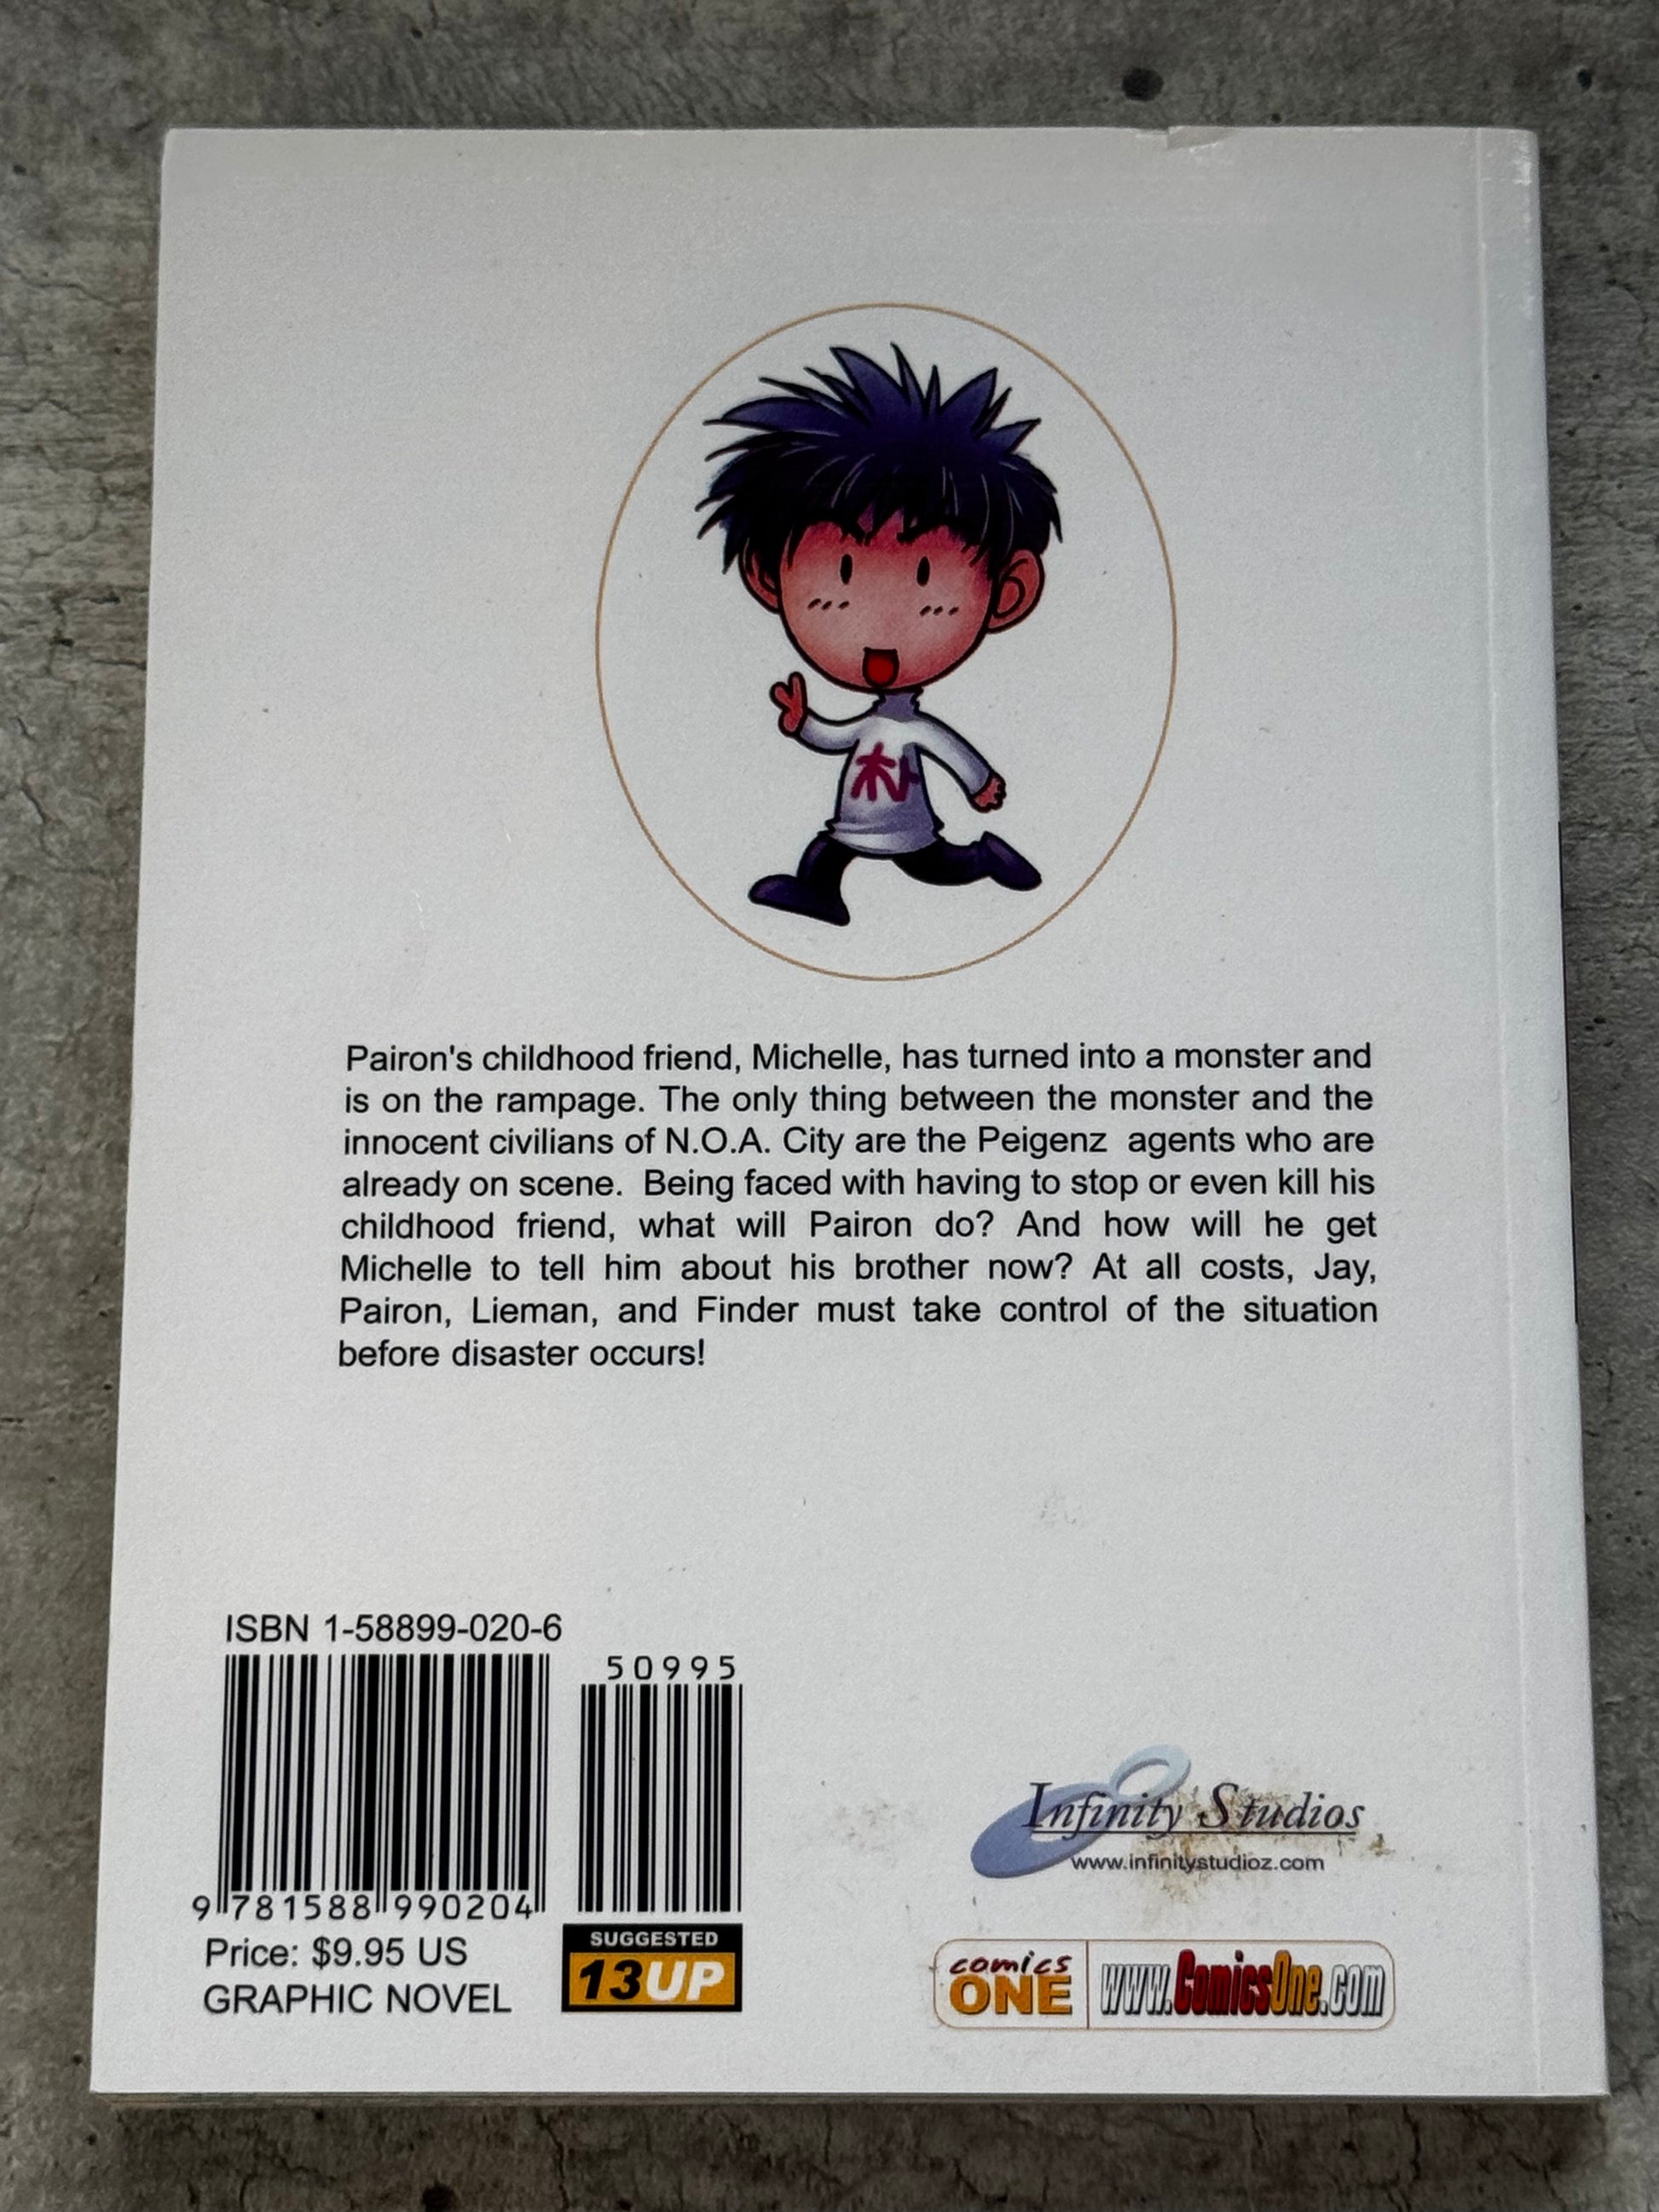 朴
Pairon's childhood friend, Michelle, has turned into a monster and
is on the rampage. The only thing between the monster and the
innocent civilians of N.O.A. City are the Peigenz agents who are
already on scene. Being faced with having to stop or even kill his
childhood friend, what will Pairon do? And how will he get
Michelle to tell him about his brother now? At all costs, Jay,
Pairon, Lieman, and Finder must take control of the situation
before disaster occurs!
ISBN 1-58899-020-6
50995
9 781588 990204
Price: $9.95 US
GRAPHIC NOVEL
SUGGESTED
13UP
Infinity Studios
www.infinitystudioz.com
comics
ONE
www.ComicsOne.com